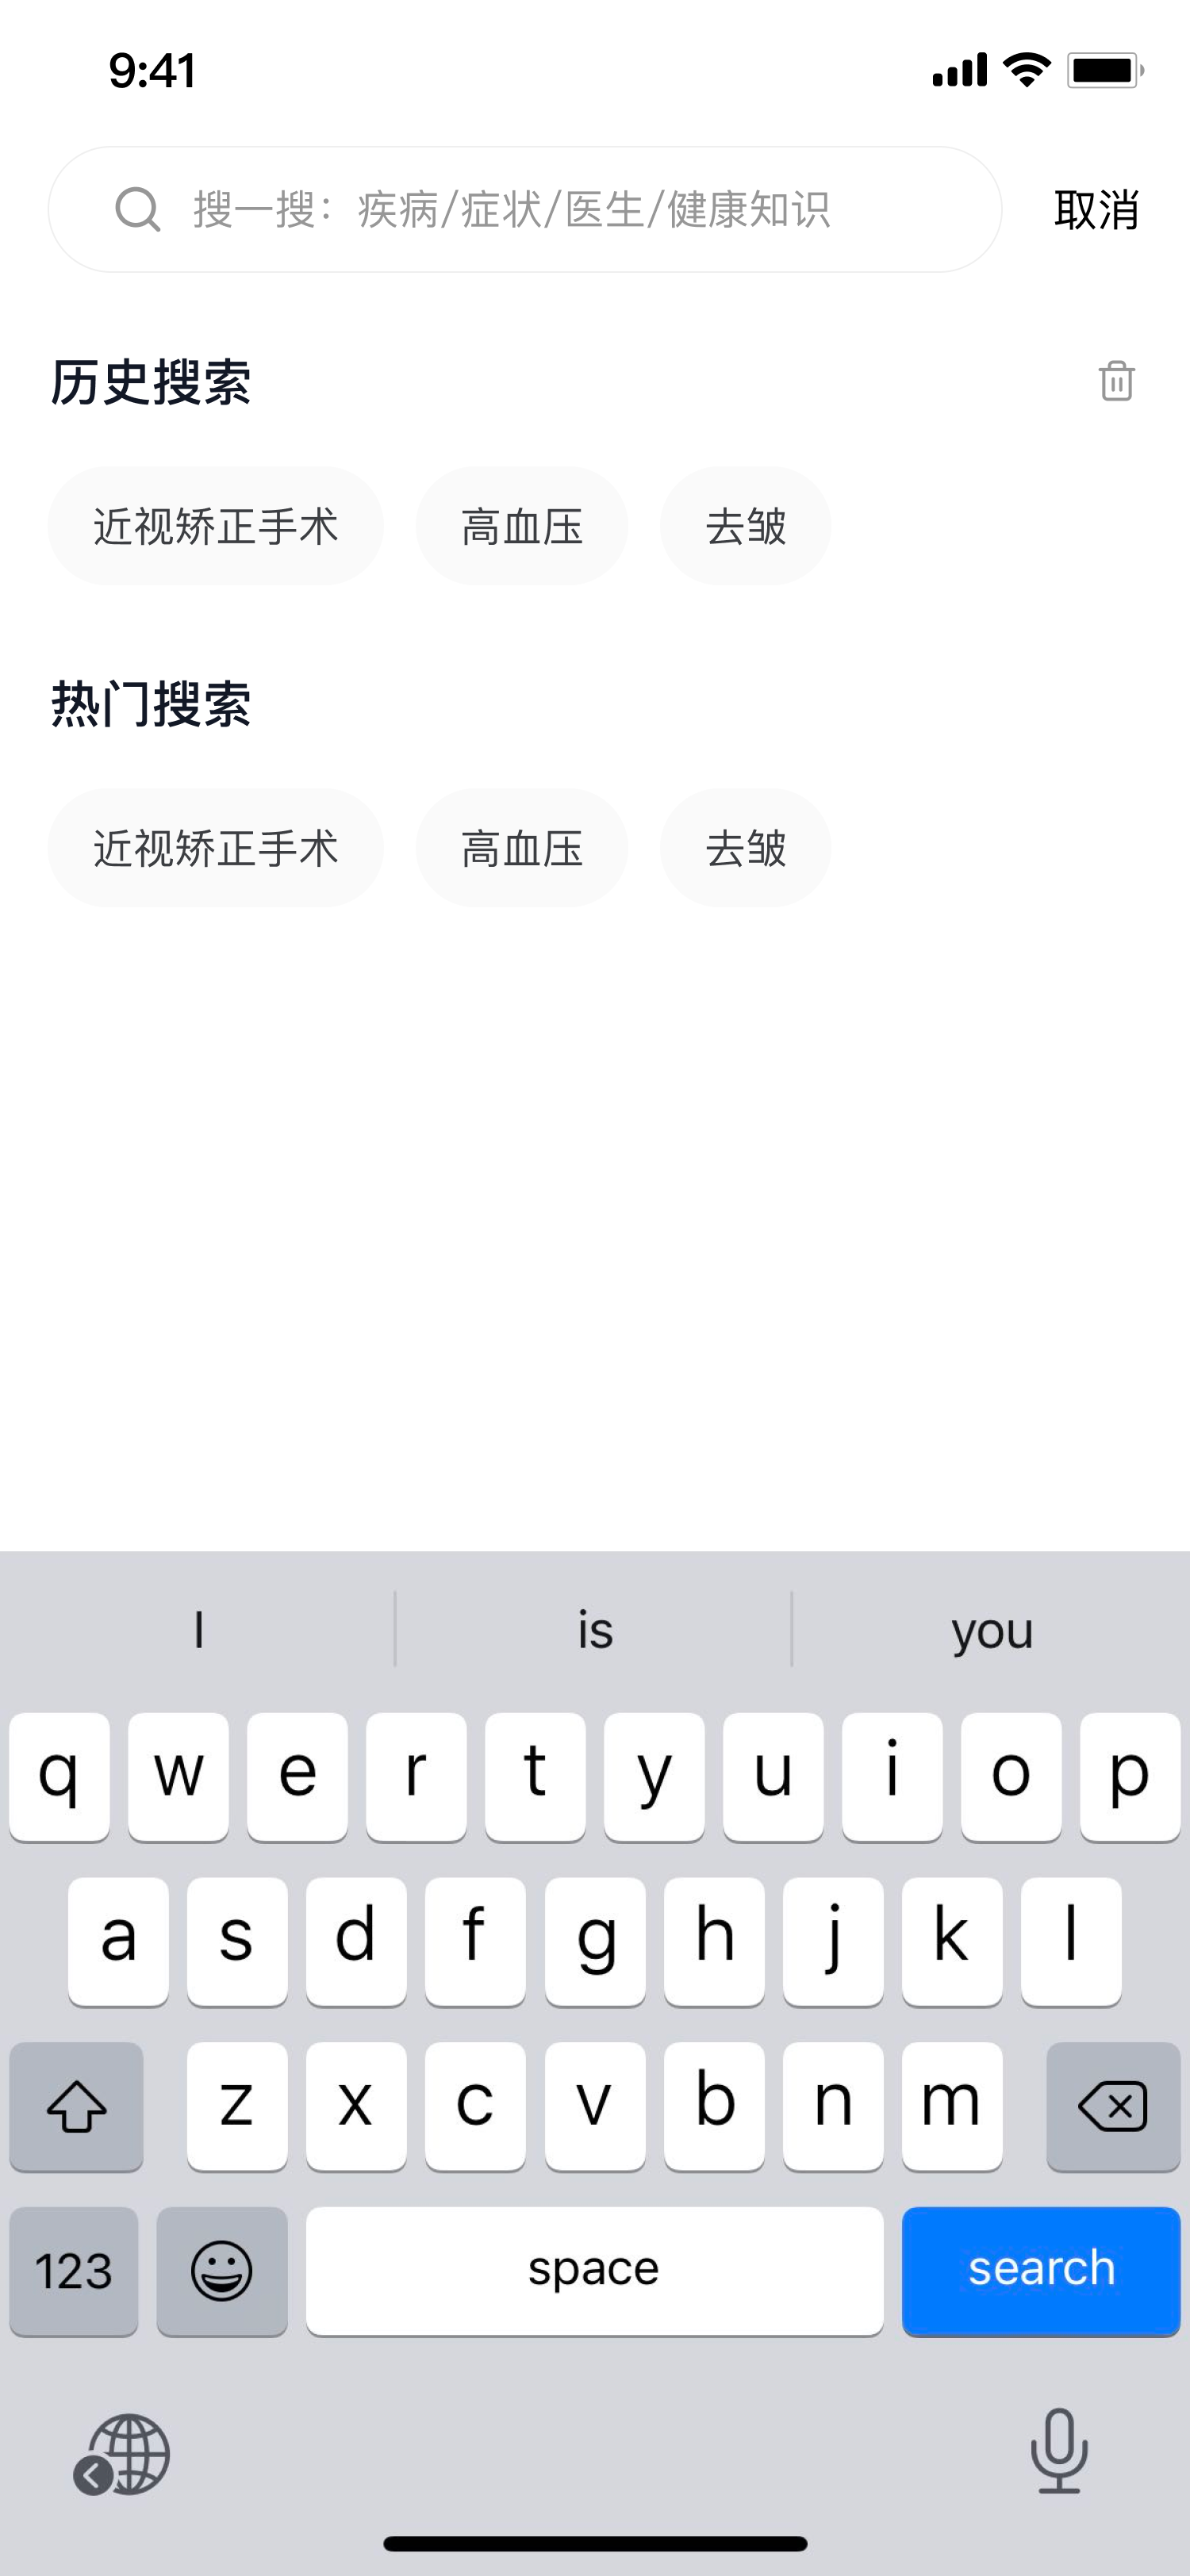 9:41
搜一搜：疾病/症状/医生/健康知识
取消
历史搜索
近视矫正手术 高血压 去皱
热门搜索
近视矫正手术 高血压 去皱
I is you
q w e r t y u i o p
a s d f g h j k l
z x c v b n m
123 space search